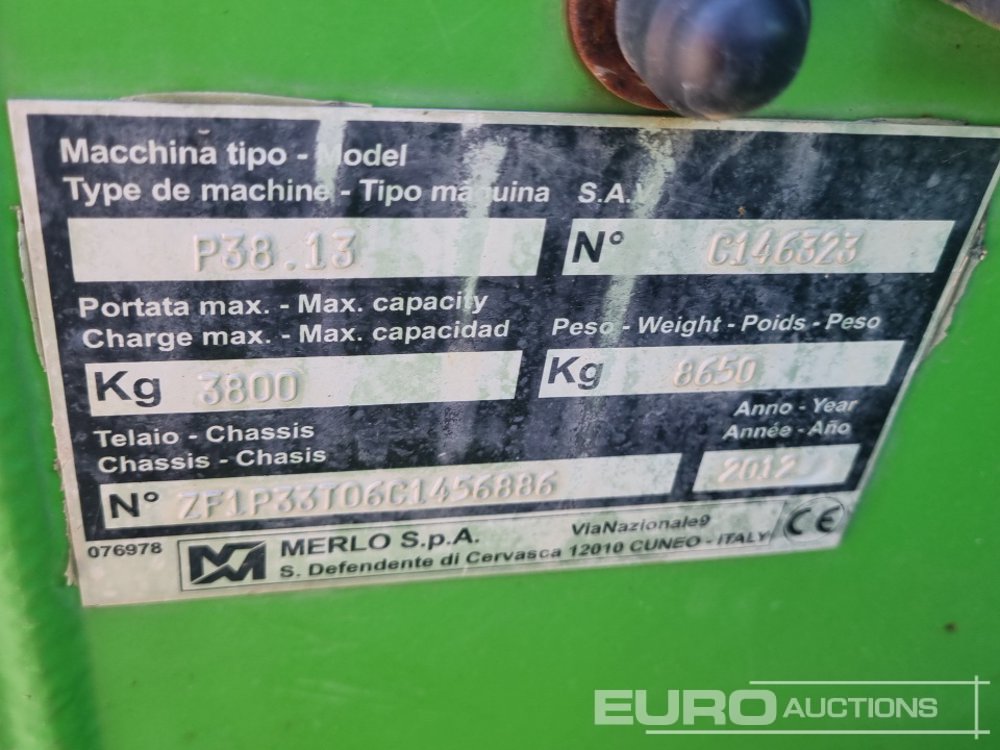 Macchina tipo - Model
Type de machine - Tipo máquina S.A.V.
P38.13 N° C146323
Portata max. - Max. capacity
Charge max. - Max. capacidad Peso - Weight - Poids - Peso
Kg 3800 Kg 8650
Telaio - Chassis Anno - Year
Chassis - Chasis Année - Año
N° ZF1P33T06C1456886 2012
076978 MERLO S.p.A. ViaNazionale9 CE
S. Defendente di Cervasca 12010 CUNEO - ITALY
EURO AUCTIONS